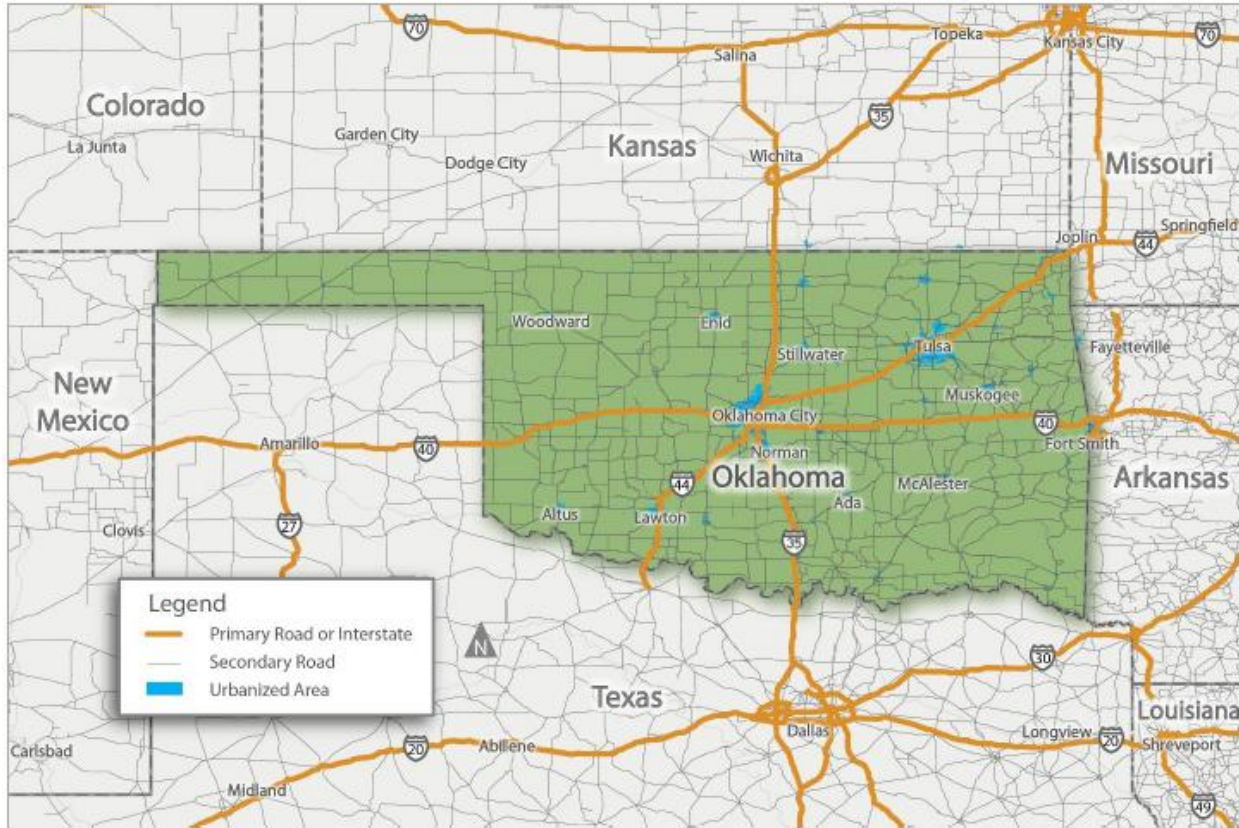 70
Topeka
Kansas City
70
Salina
Colorado
35
Garden City
Kansas
La Junta
Wichita
Dodge City
Missouri
Springfield
Joplin
44
Woodward
Enid
Tulsa
Fayetteville
Stillwater
New
Mexico
Muskogee
Oklahoma City
40
Amarillo
40
Fort Smith
Norman
Oklahoma
Arkansas
44
McAlester
Ada
Altus
Lawton
Clovis
27
35
Legend
Primary Road or Interstate
Secondary Road
Urbanized Area
N
30
Texas
Louisiana
Dallas
Longview
20
Shreveport
20
Abilene
Carlsbad
Midland
49